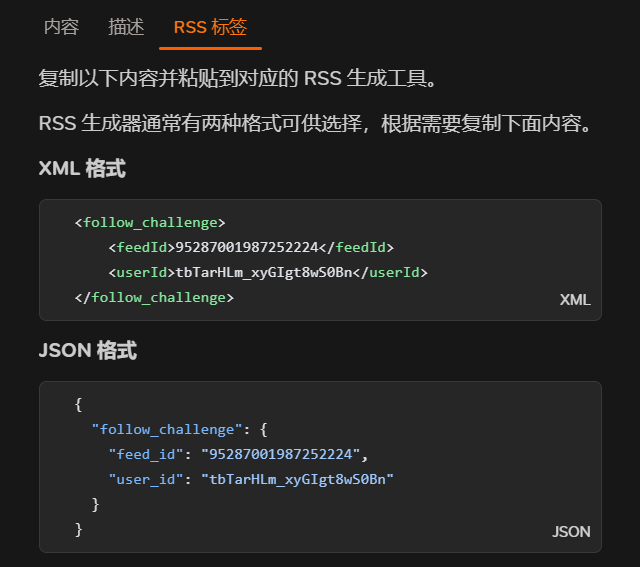 内容 描述 RSS 标签
复制以下内容并粘贴到对应的 RSS 生成工具。
RSS 生成器通常有两种格式可供选择，根据需要复制下面内容。
XML 格式
<follow_challenge>
<feedId>95287001987252224</feedId>
<userId>tbTarHLm_xyGIgt8wS0Bn</userId>
</follow_challenge>
XML
JSON 格式
{
"follow_challenge": {
"feed_id": "95287001987252224",
"user_id": "tbTarHLm_xyGIgt8wS0Bn"
}
}
JSON